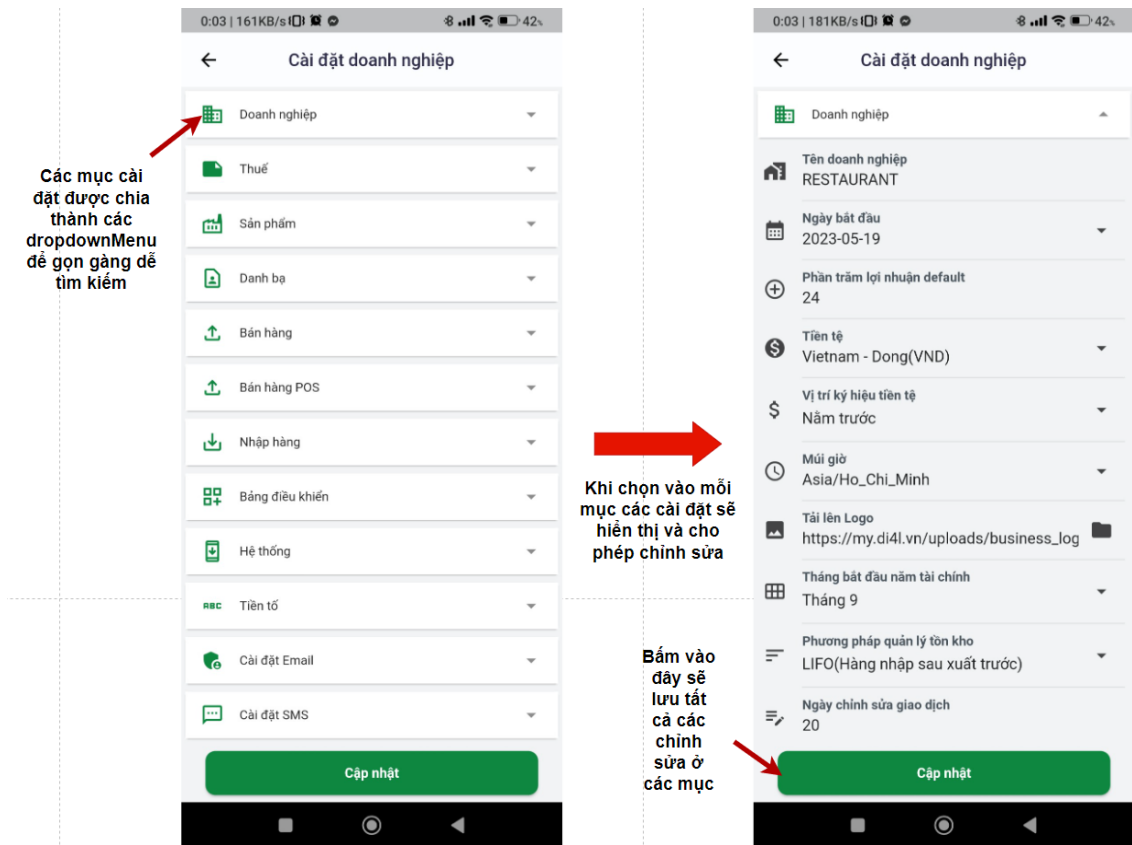 0:03 | 161KB/s
42%
Cài đặt doanh nghiệp
Doanh nghiệp
Thuế
Sản phẩm
Danh bạ
Bán hàng
Bán hàng POS
Nhập hàng
Bảng điều khiển
Hệ thống
ABC
Tiền tố
Cài đặt Email
Cài đặt SMS
Cập nhật
Các mục cài
đặt được chia
thành các
dropdownMenu
để gọn gàng dễ
tìm kiếm
Khi chọn vào mỗi
mục các cài đặt sẽ
hiển thị và cho
phép chỉnh sửa
Bấm vào
đây sẽ
lưu tất
cả các
chỉnh
sửa ở
các mục
0:03 | 181KB/s
42%
Cài đặt doanh nghiệp
Doanh nghiệp
Tên doanh nghiệp
RESTAURANT
Ngày bắt đầu
2023-05-19
Phần trăm lợi nhuận default
24
Tiền tệ
Vietnam - Dong(VND)
Vị trí ký hiệu tiền tệ
Nằm trước
Múi giờ
Asia/Ho_Chi_Minh
Tải lên Logo
https://my.di4l.vn/uploads/business_log
Tháng bắt đầu năm tài chính
Tháng 9
Phương pháp quản lý tồn kho
LIFO(Hàng nhập sau xuất trước)
Ngày chỉnh sửa giao dịch
20
Cập nhật